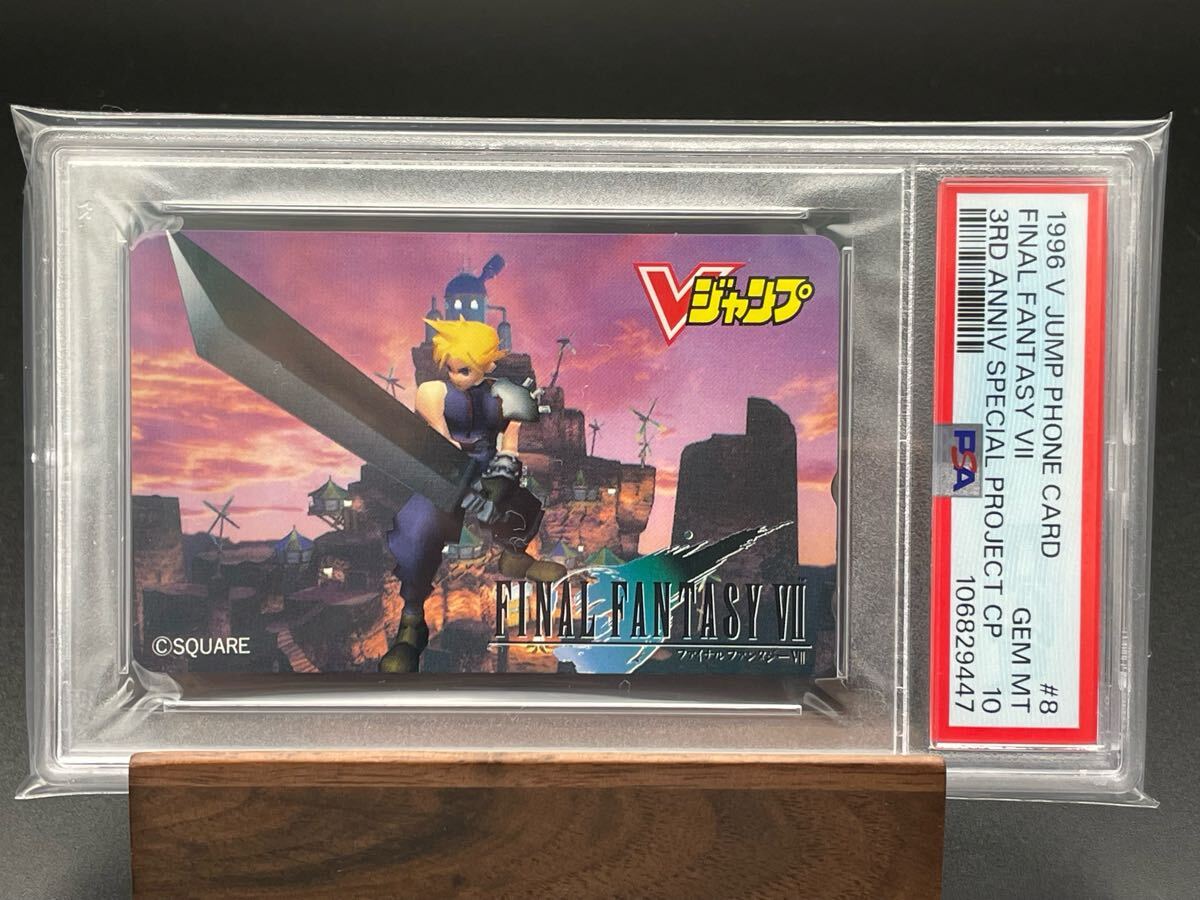 Vジャンプ
FINAL FANTASY VII
ファイナルファンタジーVII
©SQUARE
1996 V JUMP PHONE CARD #8
FINAL FANTASY VII GEM MT
3RD ANNIV SPECIAL PROJECT CP 10
PSA 106829447